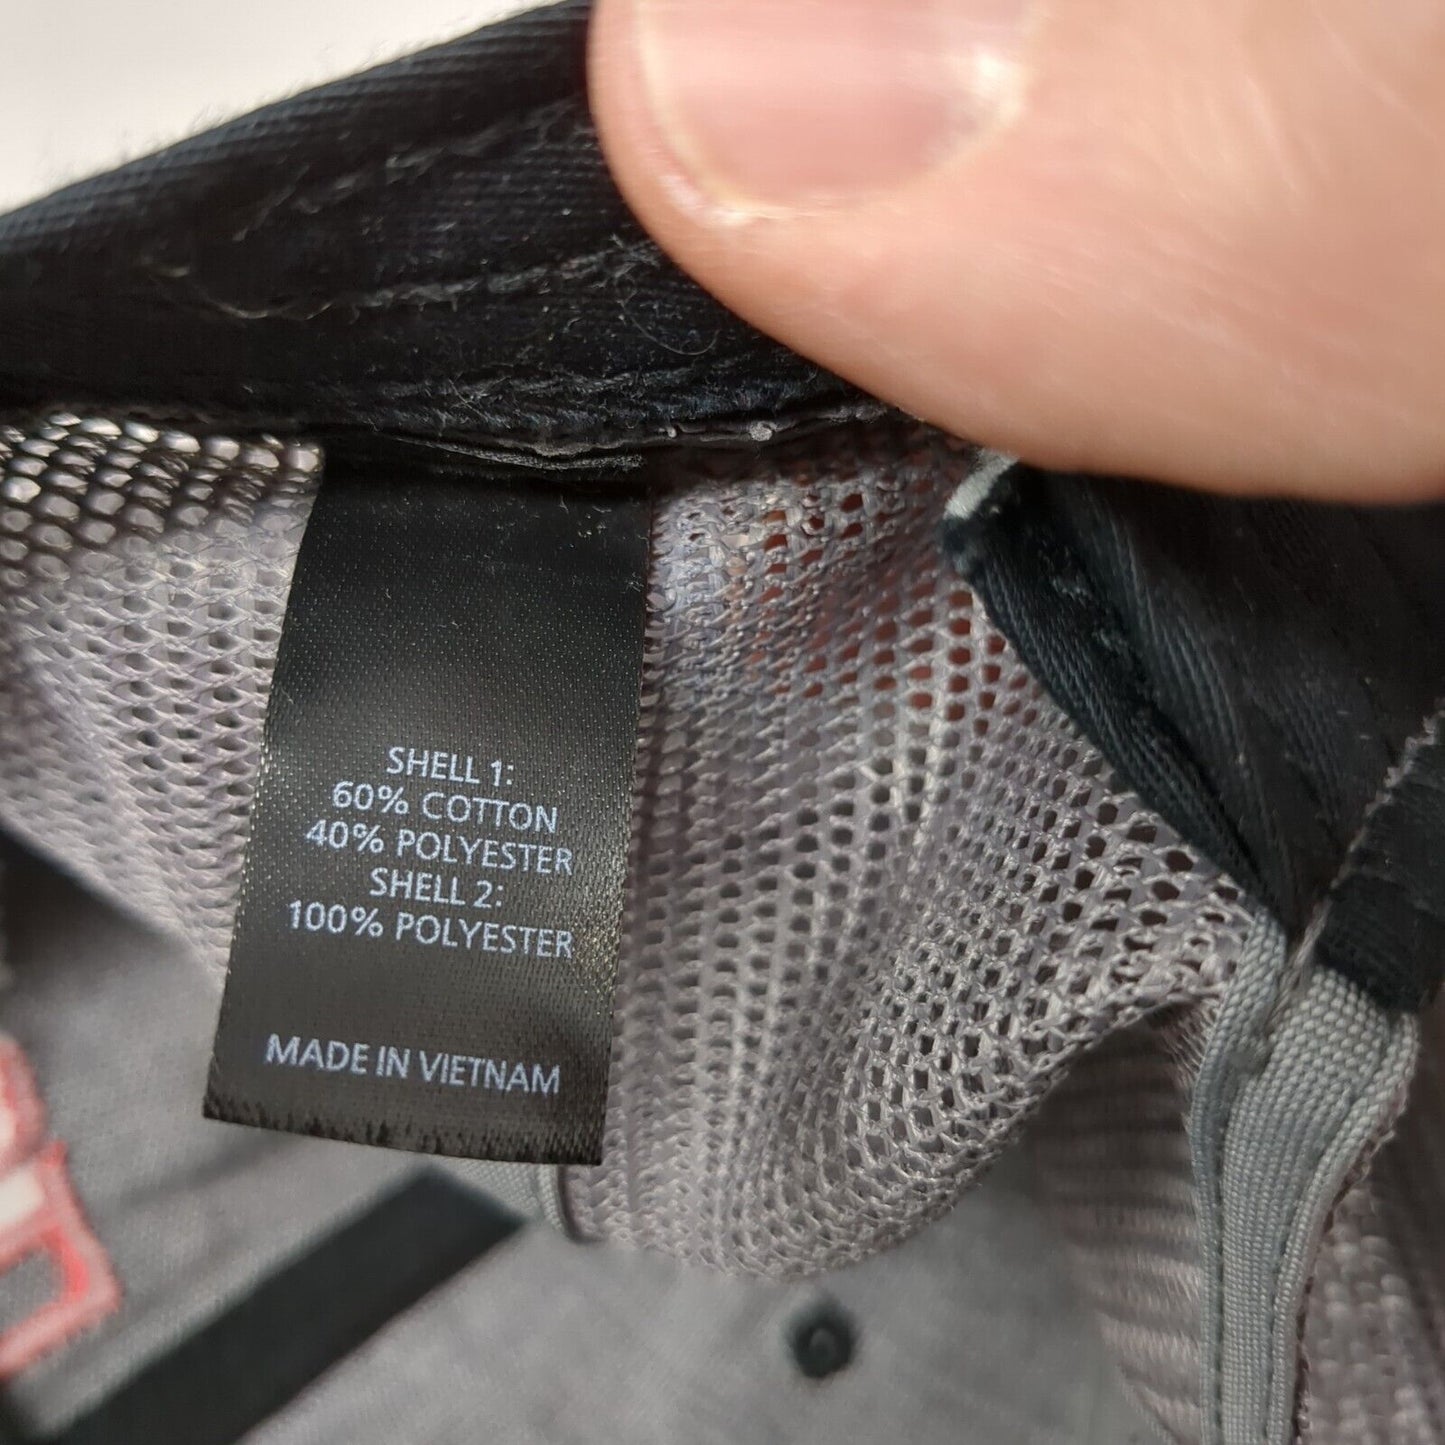 SHELL 1:
60% COTTON
40% POLYESTER
SHELL 2:
100% POLYESTER
MADE IN VIETNAM